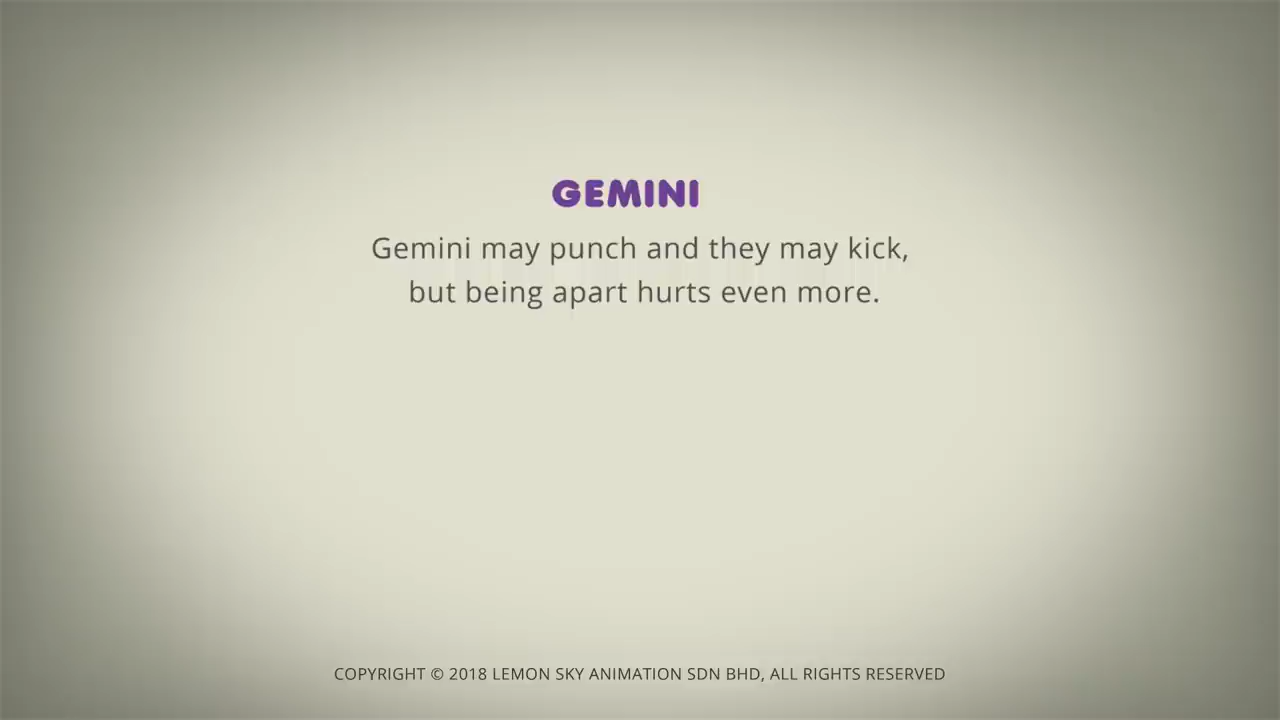 GEMINI
Gemini may punch and they may kick,
but being apart hurts even more.
COPYRIGHT © 2018 LEMON SKY ANIMATION SDN BHD, ALL RIGHTS RESERVED